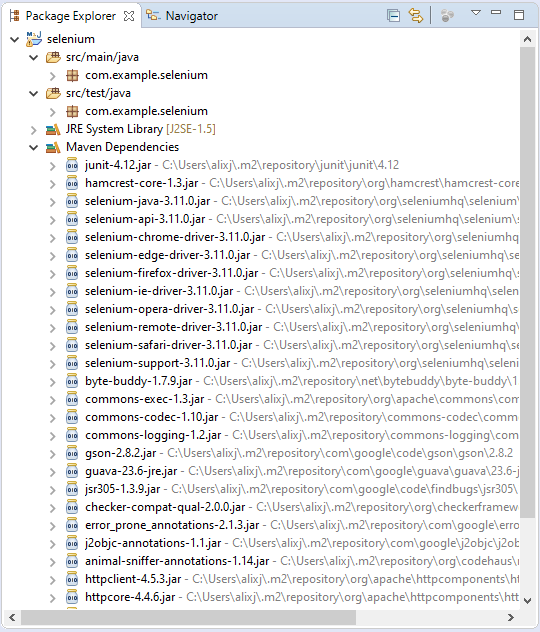 Package Explorer Navigator
selenium
src/main/java
com.example.selenium
src/test/java
com.example.selenium
JRE System Library [J2SE-1.5]
Maven Dependencies
junit-4.12.jar - C:\Users\alixj\.m2\repository\junit\junit\4.12
hamcrest-core-1.3.jar - C:\Users\alixj\.m2\repository\org\hamcrest\hamcrest-core
selenium-java-3.11.0.jar - C:\Users\alixj\.m2\repository\org\seleniumhq\selenium\
selenium-api-3.11.0.jar - C:\Users\alixj\.m2\repository\org\seleniumhq\selenium\s
selenium-chrome-driver-3.11.0.jar - C:\Users\alixj\.m2\repository\org\seleniumhq
selenium-edge-driver-3.11.0.jar - C:\Users\alixj\.m2\repository\org\seleniumhq\se
selenium-firefox-driver-3.11.0.jar - C:\Users\alixj\.m2\repository\org\seleniumhq\
selenium-ie-driver-3.11.0.jar - C:\Users\alixj\.m2\repository\org\seleniumhq\selen
selenium-opera-driver-3.11.0.jar - C:\Users\alixj\.m2\repository\org\seleniumhq\s
selenium-remote-driver-3.11.0.jar - C:\Users\alixj\.m2\repository\org\seleniumhq\
selenium-safari-driver-3.11.0.jar - C:\Users\alixj\.m2\repository\org\seleniumhq\s
selenium-support-3.11.0.jar - C:\Users\alixj\.m2\repository\org\seleniumhq\seleni
byte-buddy-1.7.9.jar - C:\Users\alixj\.m2\repository\net\bytebuddy\byte-buddy\1
commons-exec-1.3.jar - C:\Users\alixj\.m2\repository\org\apache\commons\com
commons-codec-1.10.jar - C:\Users\alixj\.m2\repository\commons-codec\comm
commons-logging-1.2.jar - C:\Users\alixj\.m2\repository\commons-logging\com
gson-2.8.2.jar - C:\Users\alixj\.m2\repository\com\google\code\gson\gson\2.8.2
guava-23.6-jre.jar - C:\Users\alixj\.m2\repository\com\google\guava\guava\23.6-j
jsr305-1.3.9.jar - C:\Users\alixj\.m2\repository\com\google\code\findbugs\jsr305\
checker-compat-qual-2.0.0.jar - C:\Users\alixj\.m2\repository\org\checkerframew
error_prone_annotations-2.1.3.jar - C:\Users\alixj\.m2\repository\com\google\erro
j2objc-annotations-1.1.jar - C:\Users\alixj\.m2\repository\com\google\j2objc\j2ob
animal-sniffer-annotations-1.14.jar - C:\Users\alixj\.m2\repository\org\codehaus\
httpclient-4.5.3.jar - C:\Users\alixj\.m2\repository\org\apache\httpcomponents\ht
httpcore-4.4.6.jar - C:\Users\alixj\.m2\repository\org\apache\httpcomponents\htt